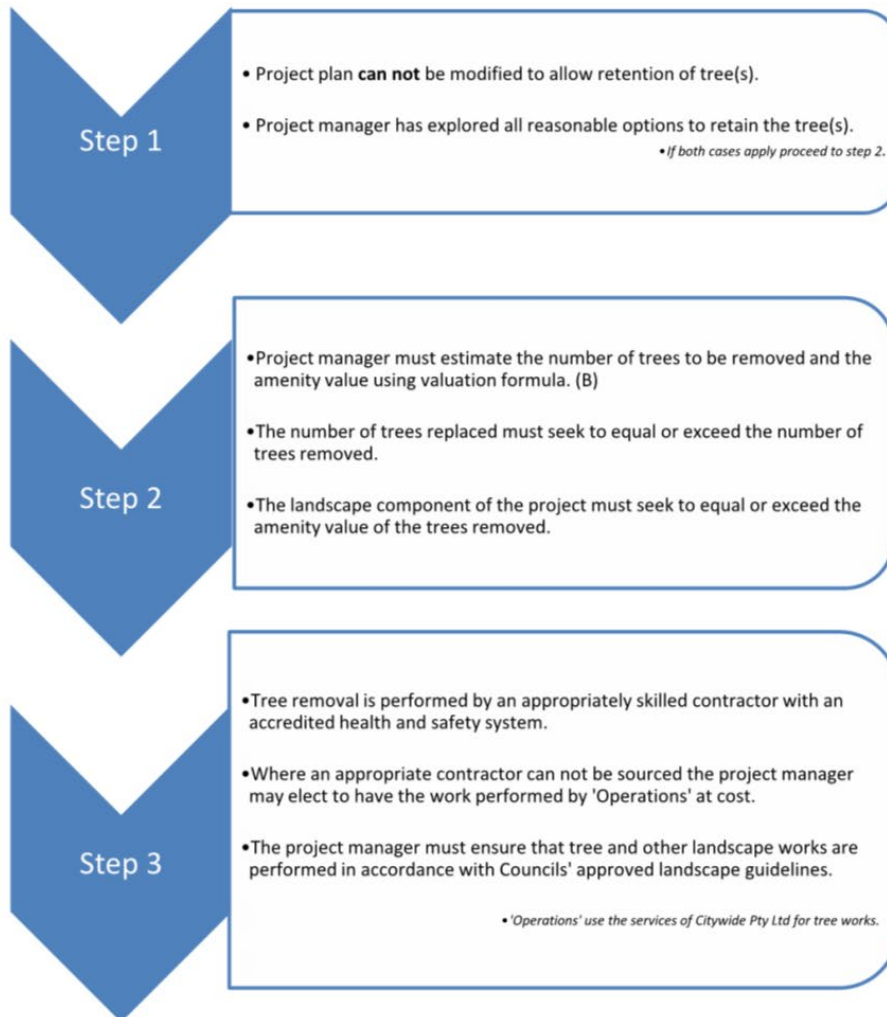 Step 1
• Project plan can not be modified to allow retention of tree(s).
• Project manager has explored all reasonable options to retain the tree(s).
•If both cases apply proceed to step 2.
Step 2
•Project manager must estimate the number of trees to be removed and the
amenity value using valuation formula. (B)
•The number of trees replaced must seek to equal or exceed the number of
trees removed.
•The landscape component of the project must seek to equal or exceed the
amenity value of the trees removed.
Step 3
•Tree removal is performed by an appropriately skilled contractor with an
accredited health and safety system.
•Where an appropriate contractor can not be sourced the project manager
may elect to have the work performed by 'Operations' at cost.
•The project manager must ensure that tree and other landscape works are
performed in accordance with Councils' approved landscape guidelines.
•'Operations' use the services of Citywide Pty Ltd for tree works.